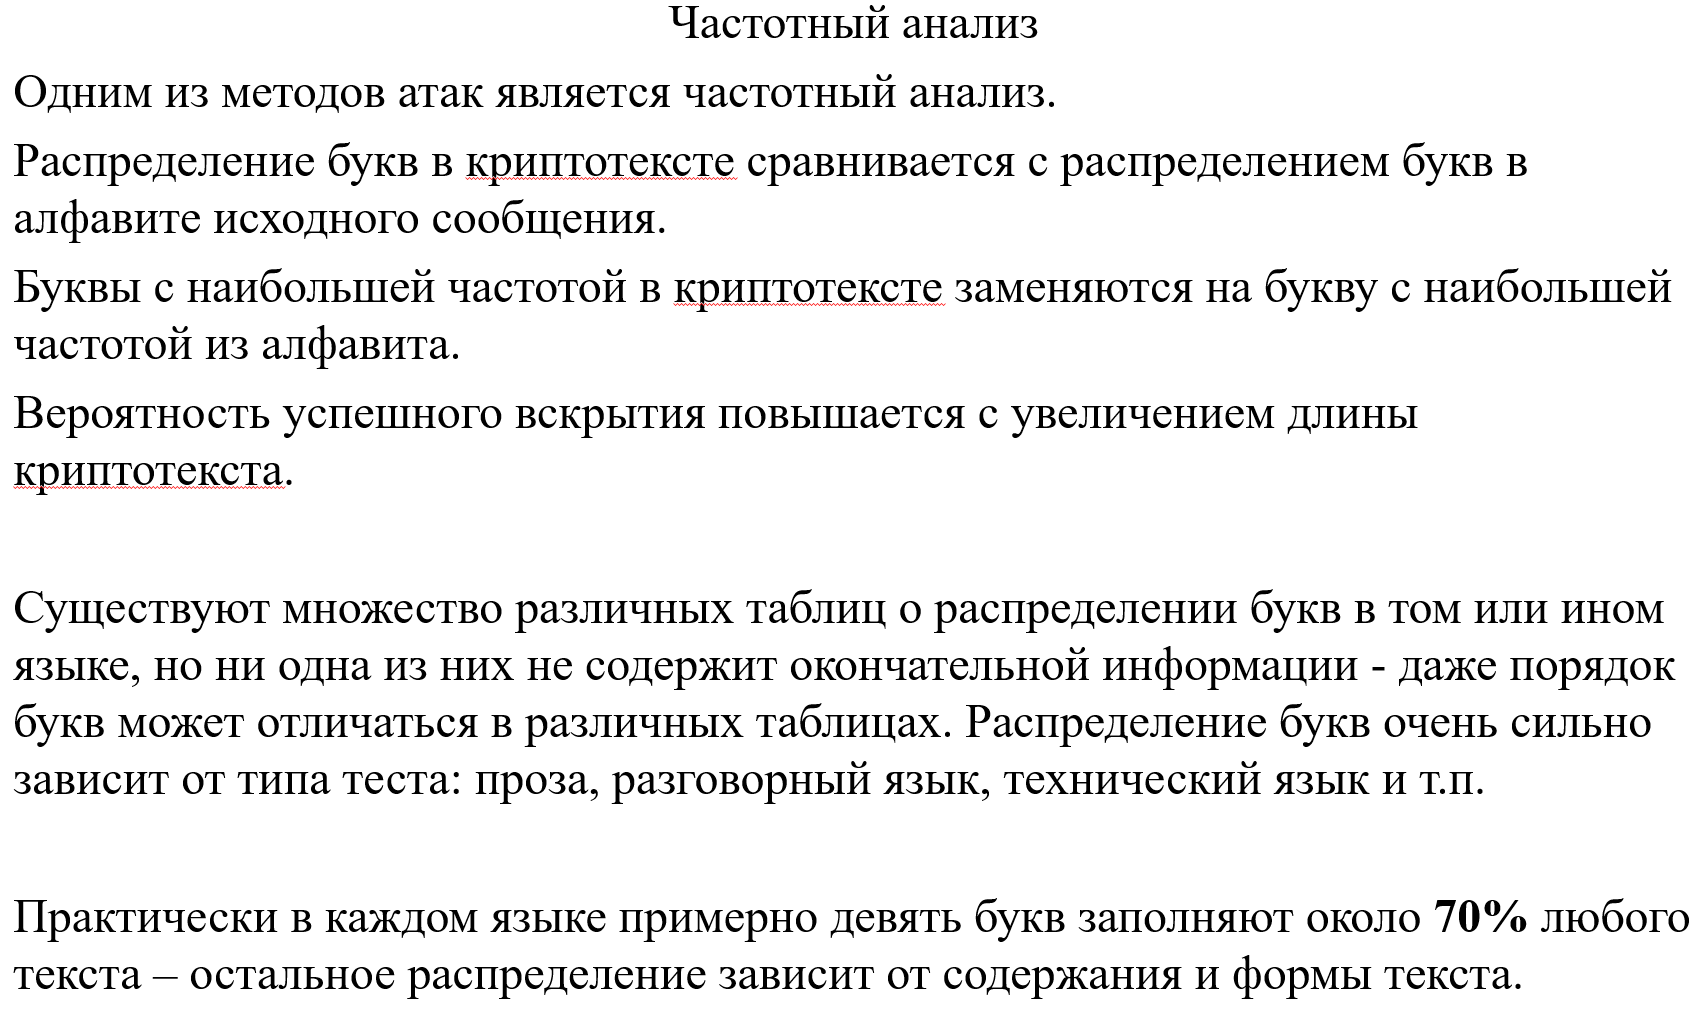 Частотный анализ
Одним из методов атак является частотный анализ.
Распределение букв в криптотексте сравнивается с распределением букв в
алфавите исходного сообщения.
Буквы с наибольшей частотой в криптотексте заменяются на букву с наибольшей
частотой из алфавита.
Вероятность успешного вскрытия повышается с увеличением длины
криптотекста.
Существуют множество различных таблиц о распределении букв в том или ином
языке, но ни одна из них не содержит окончательной информации - даже порядок
букв может отличаться в различных таблицах. Распределение букв очень сильно
зависит от типа теста: проза, разговорный язык, технический язык и т.п.
Практически в каждом языке примерно девять букв заполняют около 70% любого
текста – остальное распределение зависит от содержания и формы текста.